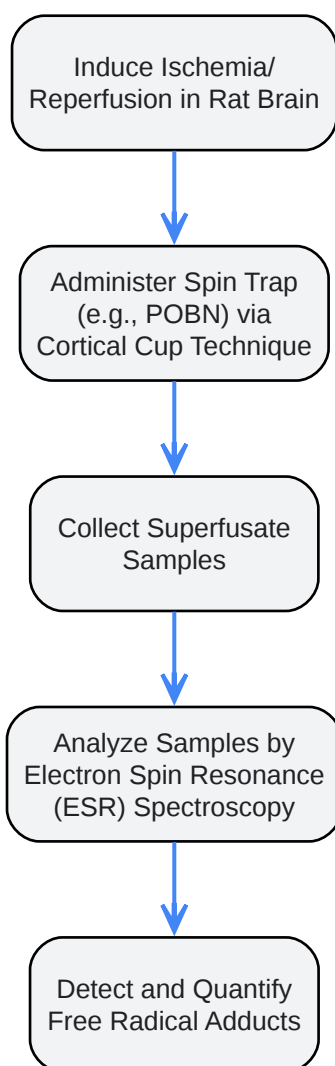 Induce Ischemia/
Reperfusion in Rat Brain
Administer Spin Trap
(e.g., POBN) via
Cortical Cup Technique
Collect Superfusate
Samples
Analyze Samples by
Electron Spin Resonance
(ESR) Spectroscopy
Detect and Quantify
Free Radical Adducts